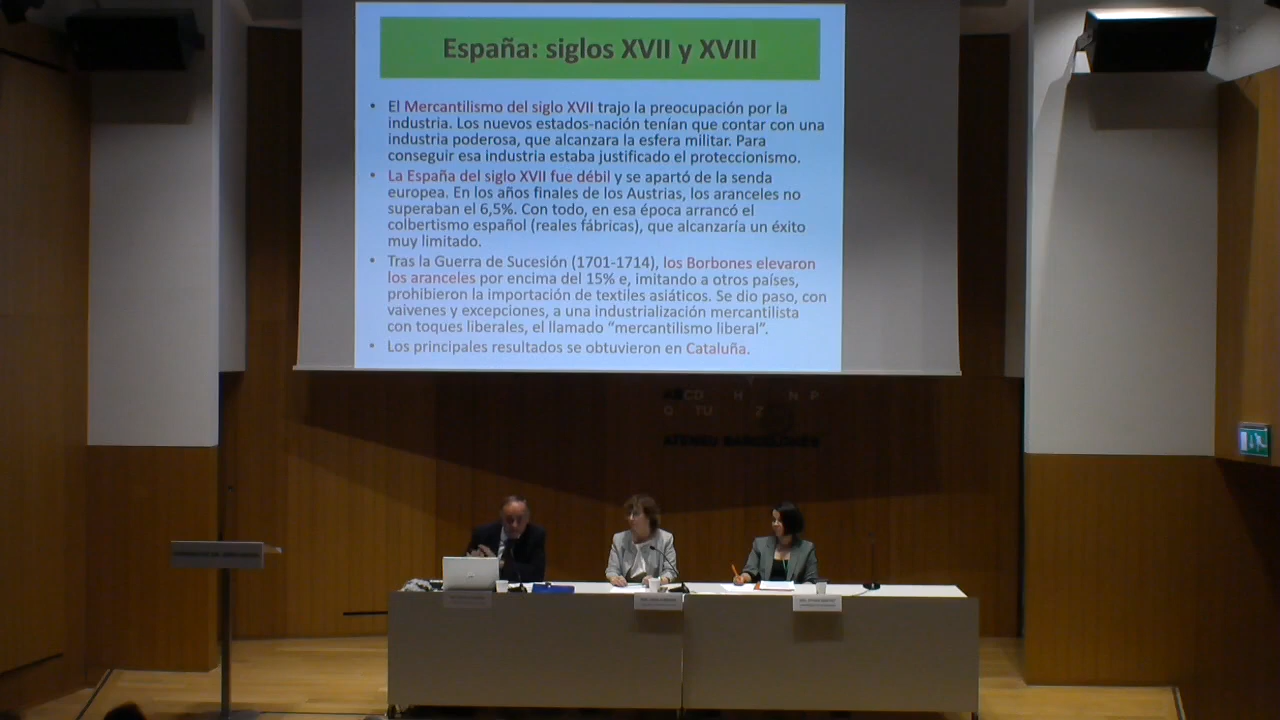 España: siglos XVII y XVIII
• El Mercantilismo del siglo XVII trajo la preocupación por la
industria. Los nuevos estados-nación tenían que contar con una
industria poderosa, que alcanzara la esfera militar. Para
conseguir esa industria estaba justificado el proteccionismo.
• La España del siglo XVII fue débil y se apartó de la senda
europea. En los años finales de los Austrias, los aranceles no
superaban el 6,5%. Con todo, en esa época arrancó el
colbertismo español (reales fábricas), que alcanzaría un éxito
muy limitado.
• Tras la Guerra de Sucesión (1701-1714), los Borbones elevaron
los aranceles por encima del 15% e, imitando a otros países,
prohibieron la importación de textiles asiáticos. Se dio paso, con
vaivenes y excepciones, a una industrialización mercantilista
con toques liberales, el llamado “mercantilismo liberal”.
• Los principales resultados se obtuvieron en Cataluña.
ATENEU BARCELONÈS